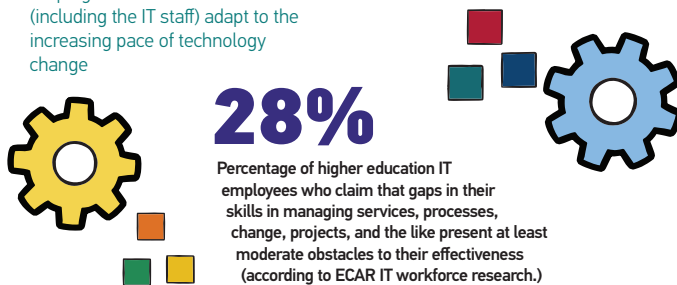 (including the IT staff) adapt to the
increasing pace of technology
change
28%
Percentage of higher education IT
employees who claim that gaps in their
skills in managing services, processes,
change, projects, and the like present at least
moderate obstacles to their effectiveness
(according to ECAR IT workforce research.)